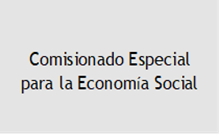 Comisionado Especial
para la Economía Social